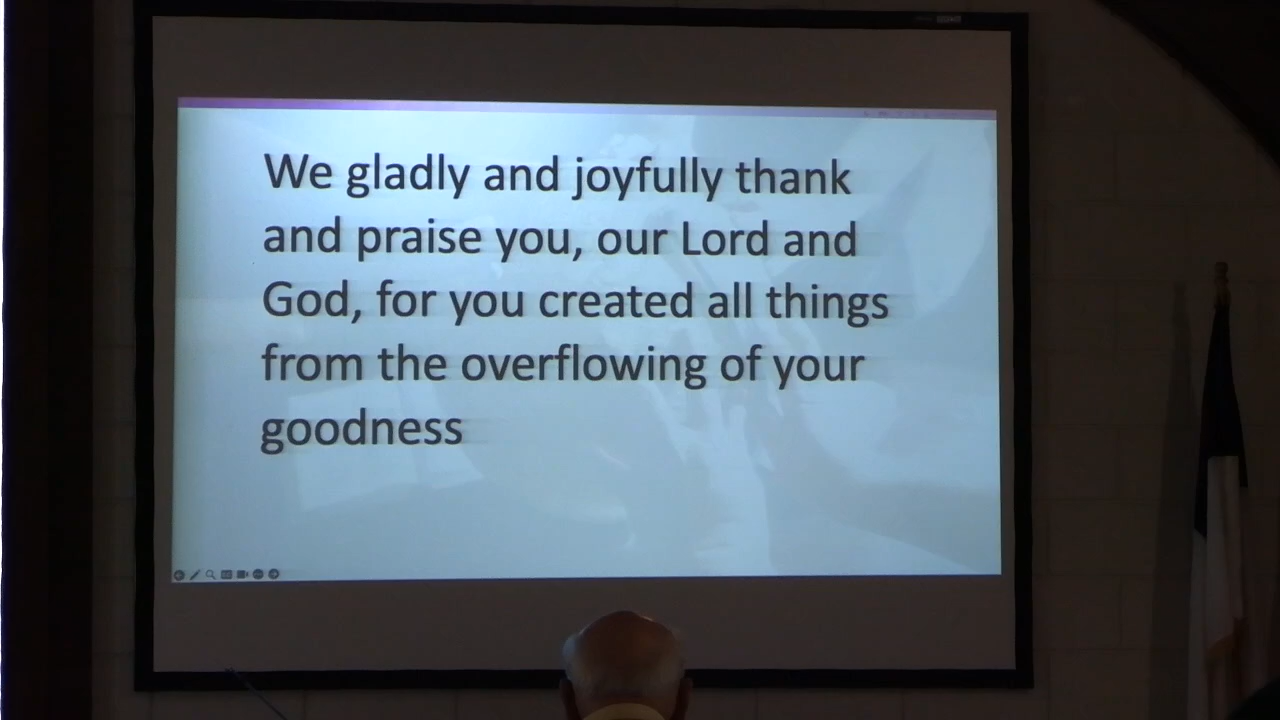 We gladly and joyfully thank
and praise you, our Lord and
God, for you created all things
from the overflowing of your
goodness